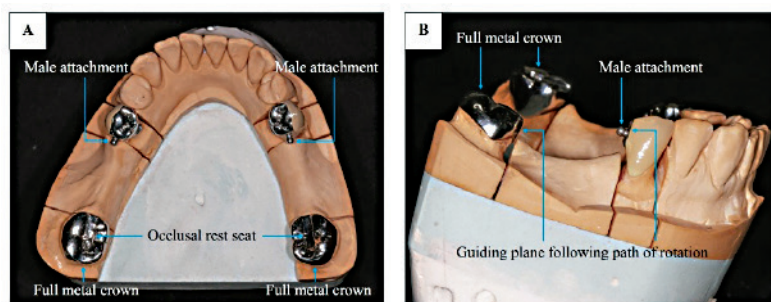 A
Male attachment
Male attachment
Occlusal rest seat
Full metal crown
Full metal crown
B
Full metal crown
Male attachment
Guiding plane following path of rotation